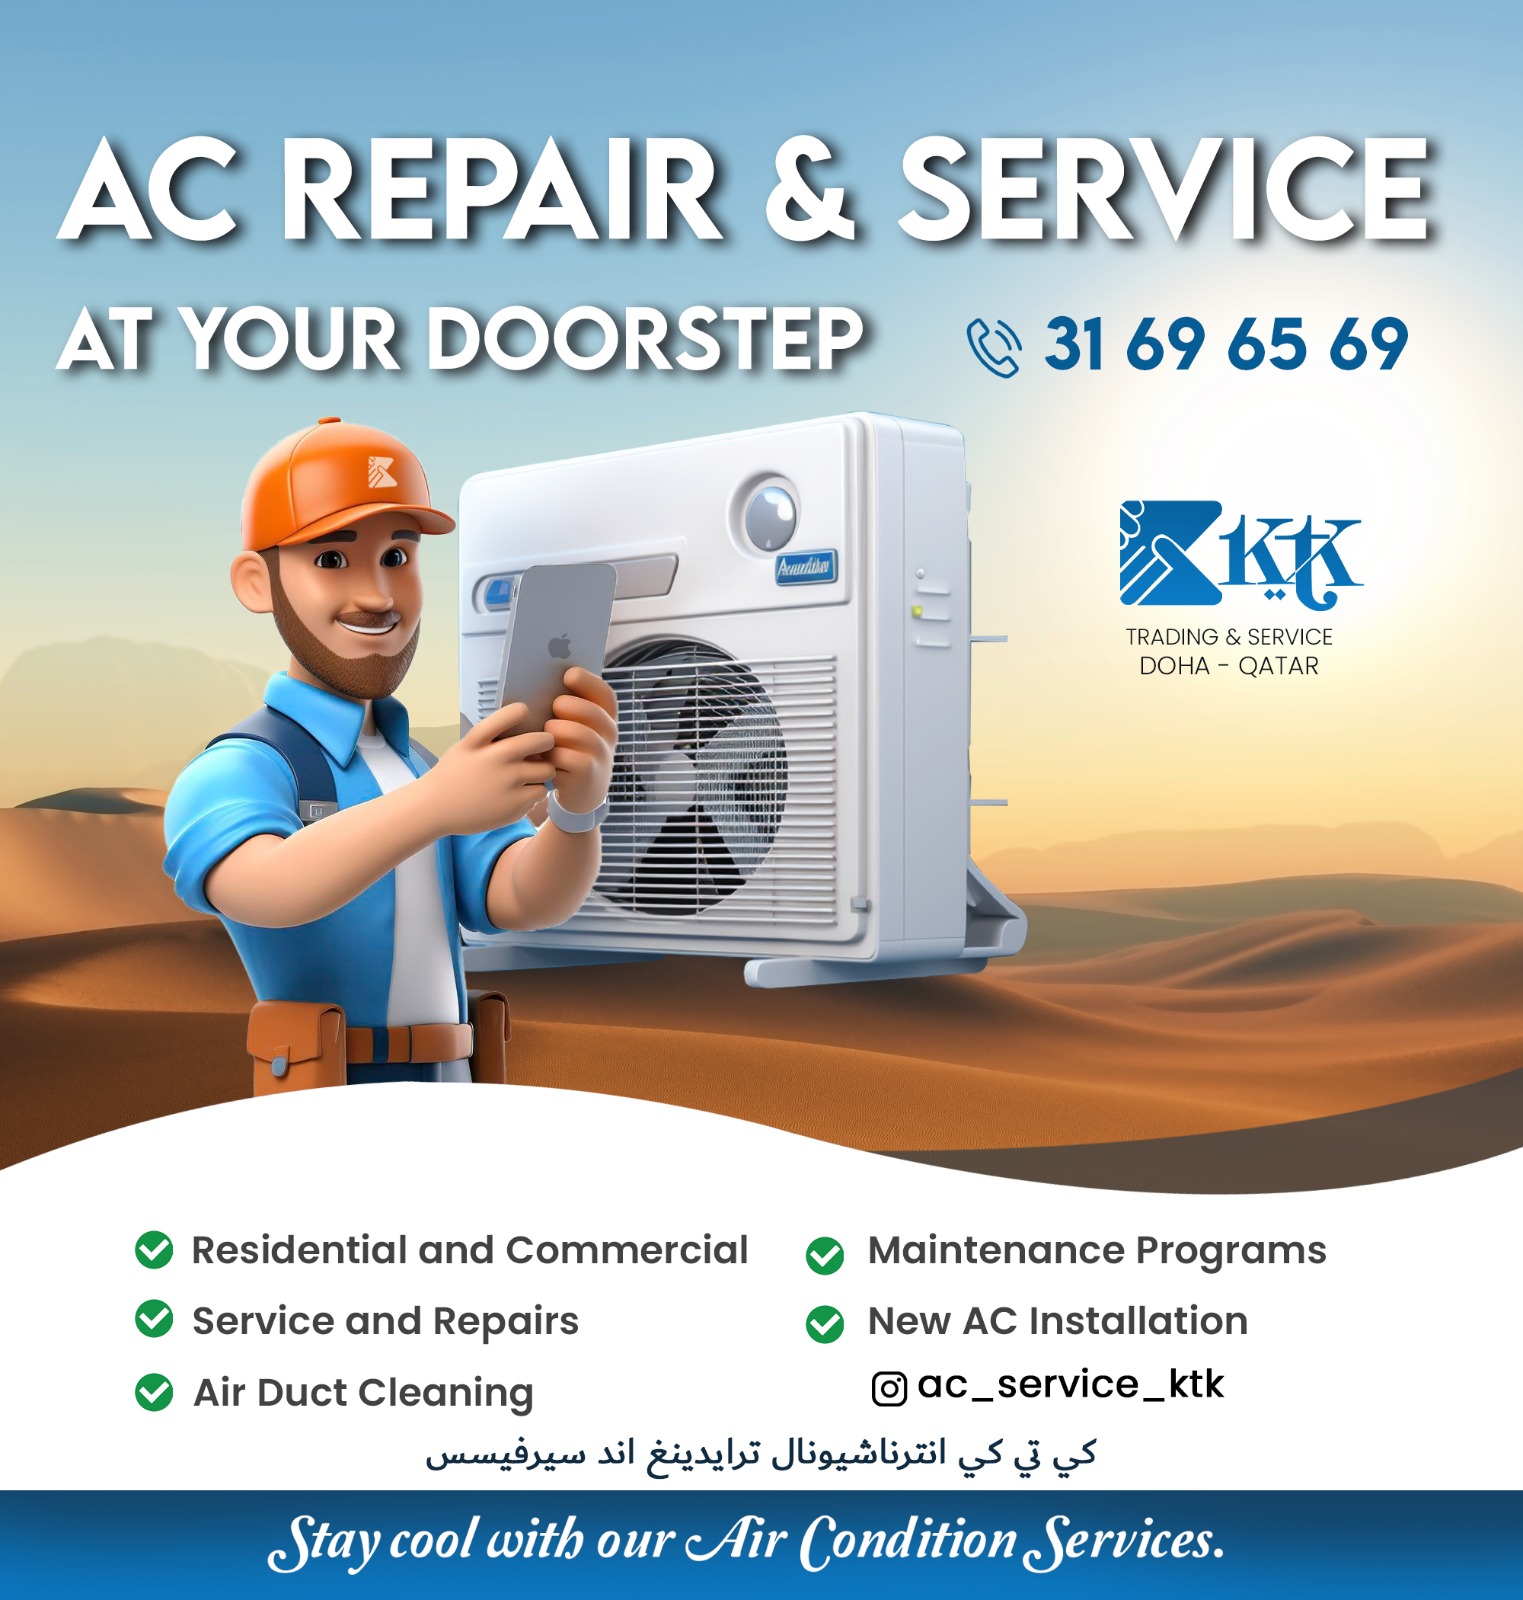 AC REPAIR & SERVICE
AT YOUR DOORSTEP
31 69 65 69
KTK
TRADING & SERVICE
DOHA - QATAR
Residential and Commercial
Service and Repairs
Air Duct Cleaning
Maintenance Programs
New AC Installation
ac_service_ktk
كي تي كي انترناشيونال ترايدينغ اند سيرفيسس
Stay cool with our Air Condition Services.